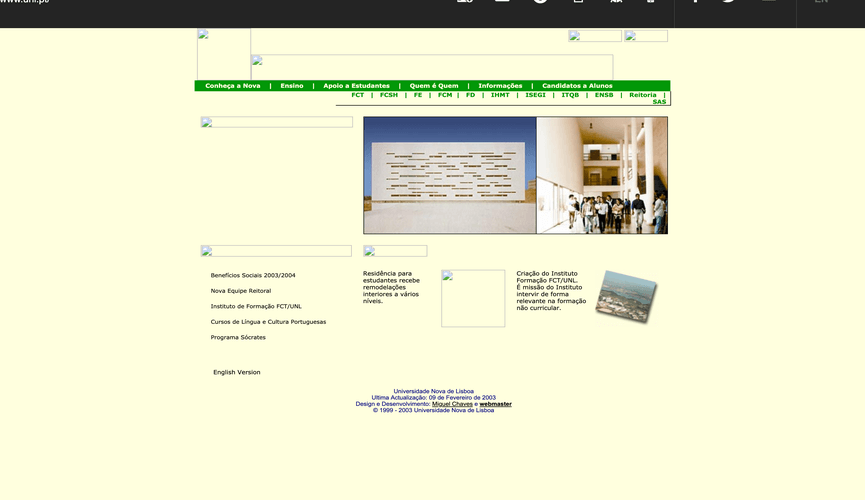 www.unl.pt
EN
Conheça a Nova | Ensino | Apoio a Estudantes | Quem é Quem | Informações | Candidatos a Alunos
FCT | FCSH | FE | FCM | FD | IHMT | ISEGI | ITQB | ENSB | Reitoria |
SAS
Benefícios Sociais 2003/2004
Nova Equipe Reitoral
Instituto de Formação FCT/UNL
Cursos de Língua e Cultura Portuguesas
Programa Sócrates
English Version
Residência para
estudantes recebe
remodelações
interiores a vários
níveis.
Criação do Instituto
Formação FCT/UNL.
É missão do Instituto
intervir de forma
relevante na formação
não curricular.
Universidade Nova de Lisboa
Ultima Actualização: 09 de Fevereiro de 2003
Design e Desenvolvimento: Miguel Chaves e webmaster
© 1999 - 2003 Universidade Nova de Lisboa